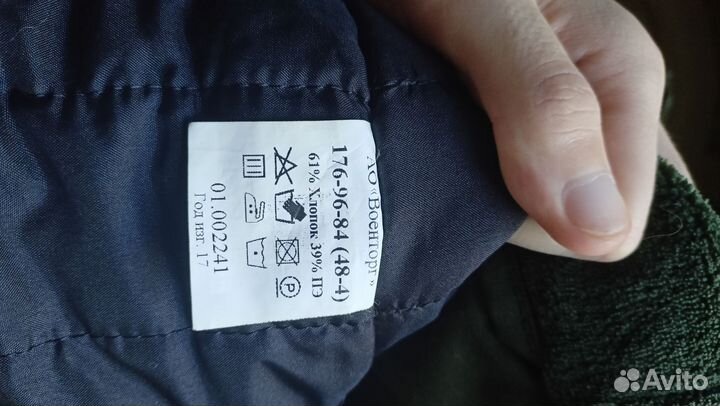 АО «Военторг»
176-96-84 (48-4)
61% Хлопок 39% ПЭ
P
01.002241
Год изг. 17
Avito